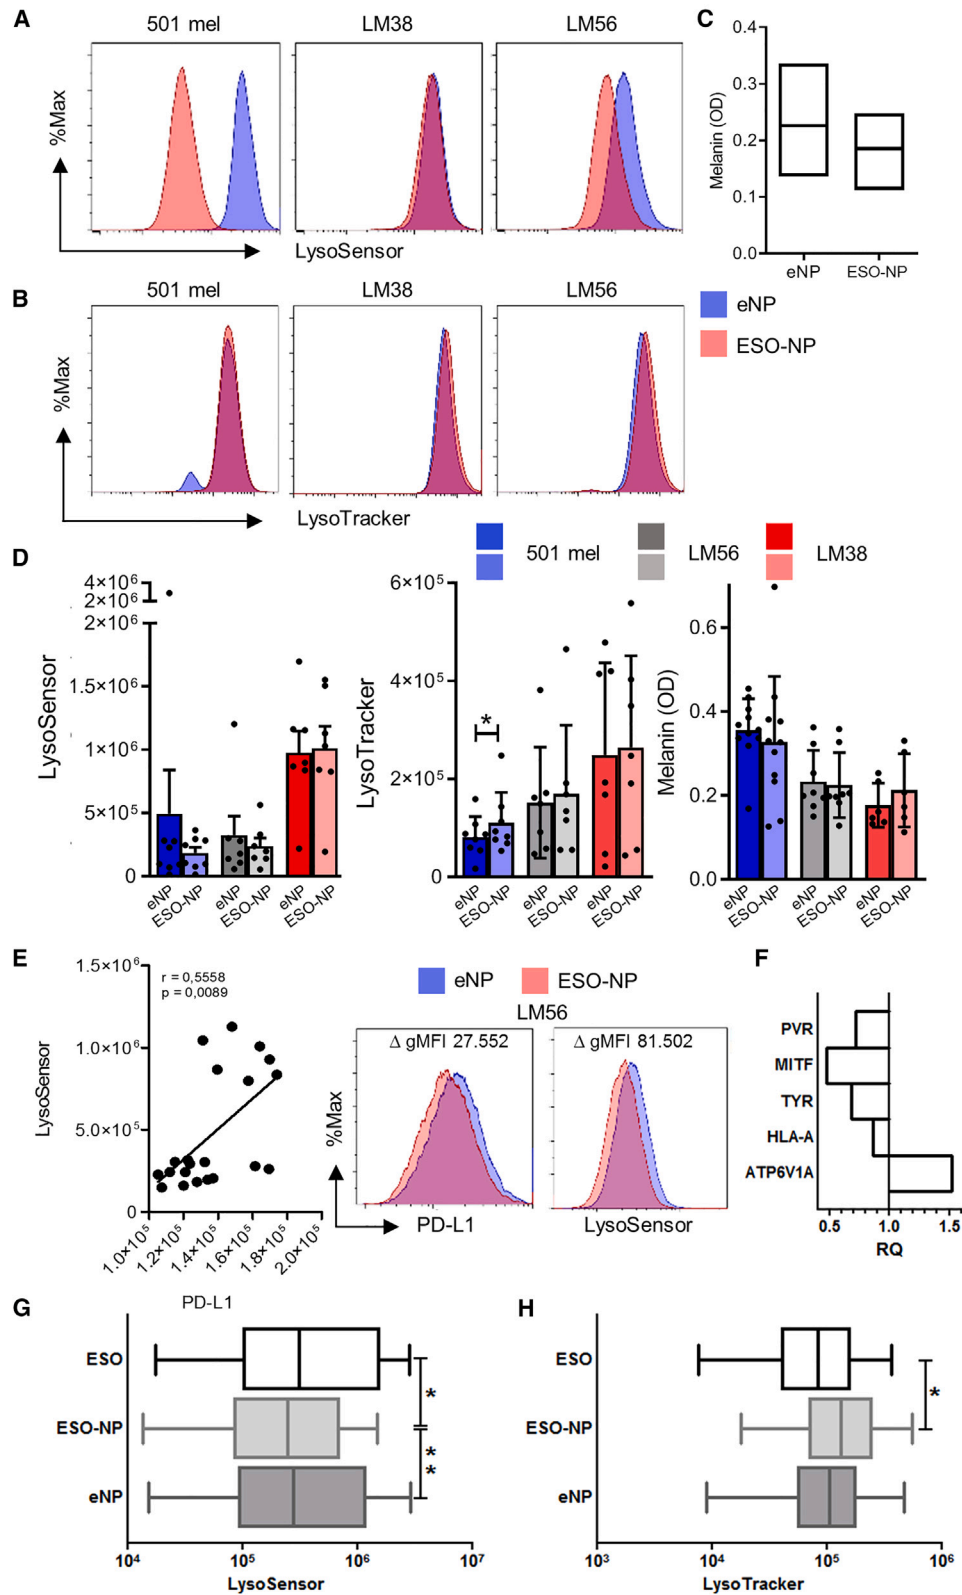 A
501 mel
LM38
LM56
%Max
LysoSensor
C
0.4
0.3
0.2
0.1
0.0
Melanin (OD)
eNP
ESO-NP
B
501 mel
LM38
LM56
%Max
LysoTracker
eNP
ESO-NP
D
501 mel
LM56
LM38
LysoSensor
4×10⁶
2×10⁶
2×10⁶
1.5×10⁶
1×10⁶
5×10⁵
0
eNP
ESO-NP
eNP
ESO-NP
eNP
ESO-NP
LysoTracker
6×10⁵
4×10⁵
2×10⁵
0
*
eNP
ESO-NP
eNP
ESO-NP
eNP
ESO-NP
Melanin (OD)
0.6
0.4
0.2
0.0
eNP
ESO-NP
eNP
ESO-NP
eNP
ESO-NP
E
LysoSensor
1.5×10⁶
1.0×10⁶
5.0×10⁵
0
r = 0,5558
p = 0,0089
1.0×10⁵
1.2×10⁵
1.4×10⁵
1.6×10⁵
1.8×10⁵
2.0×10⁵
PD-L1
eNP
ESO-NP
LM56
Δ gMFI 27.552
Δ gMFI 81.502
%Max
PD-L1
LysoSensor
F
PVR
MITF
TYR
HLA-A
ATP6V1A
0.5
1.0
1.5
RQ
G
ESO
ESO-NP
eNP
*
**
10⁴
10⁵
10⁶
10⁷
LysoSensor
H
ESO
ESO-NP
eNP
*
10³
10⁴
10⁵
10⁶
LysoTracker